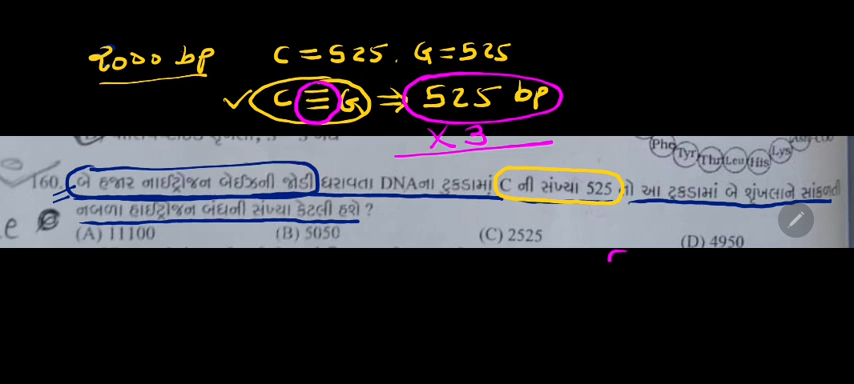 2000 bp C = 525. G = 525
✓ C ≡ G ⇒ 525 bp
× 3
Phe Tyr Thr Leu His Lys
160. બે હજાર નાઈટ્રોજન બેઈઝની જોડી ધરાવતા DNAના ટુકડામાં C ની સંખ્યા 525 તો આ ટુકડામાં બે શૃંખલાને સાંકળતી
નબળા હાઈડ્રોજન બંધની સંખ્યા કેટલી હશે ?
(A) 11100 (B) 5050 (C) 2525 (D) 4950